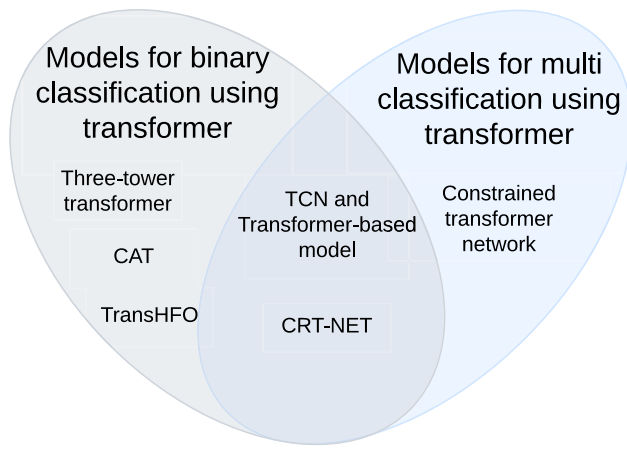 Models for binary
classification using
transformer
Models for multi
classification using
transformer
Three-tower
transformer
CAT
TransHFO
TCN and
Transformer-based
model
CRT-NET
Constrained
transformer
network